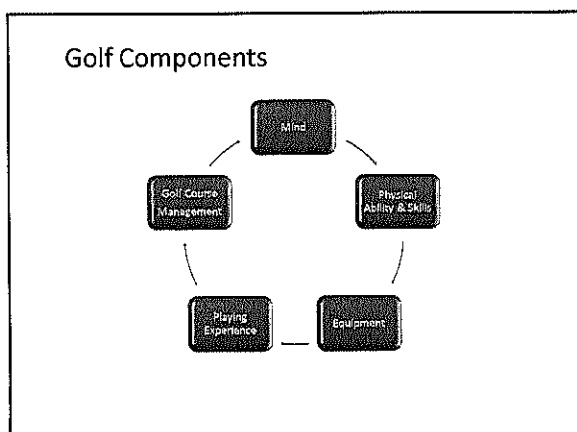 Golf Components
Mind
Physical
Ability & Skills
Equipment
Playing
Experience
Golf Course
Management